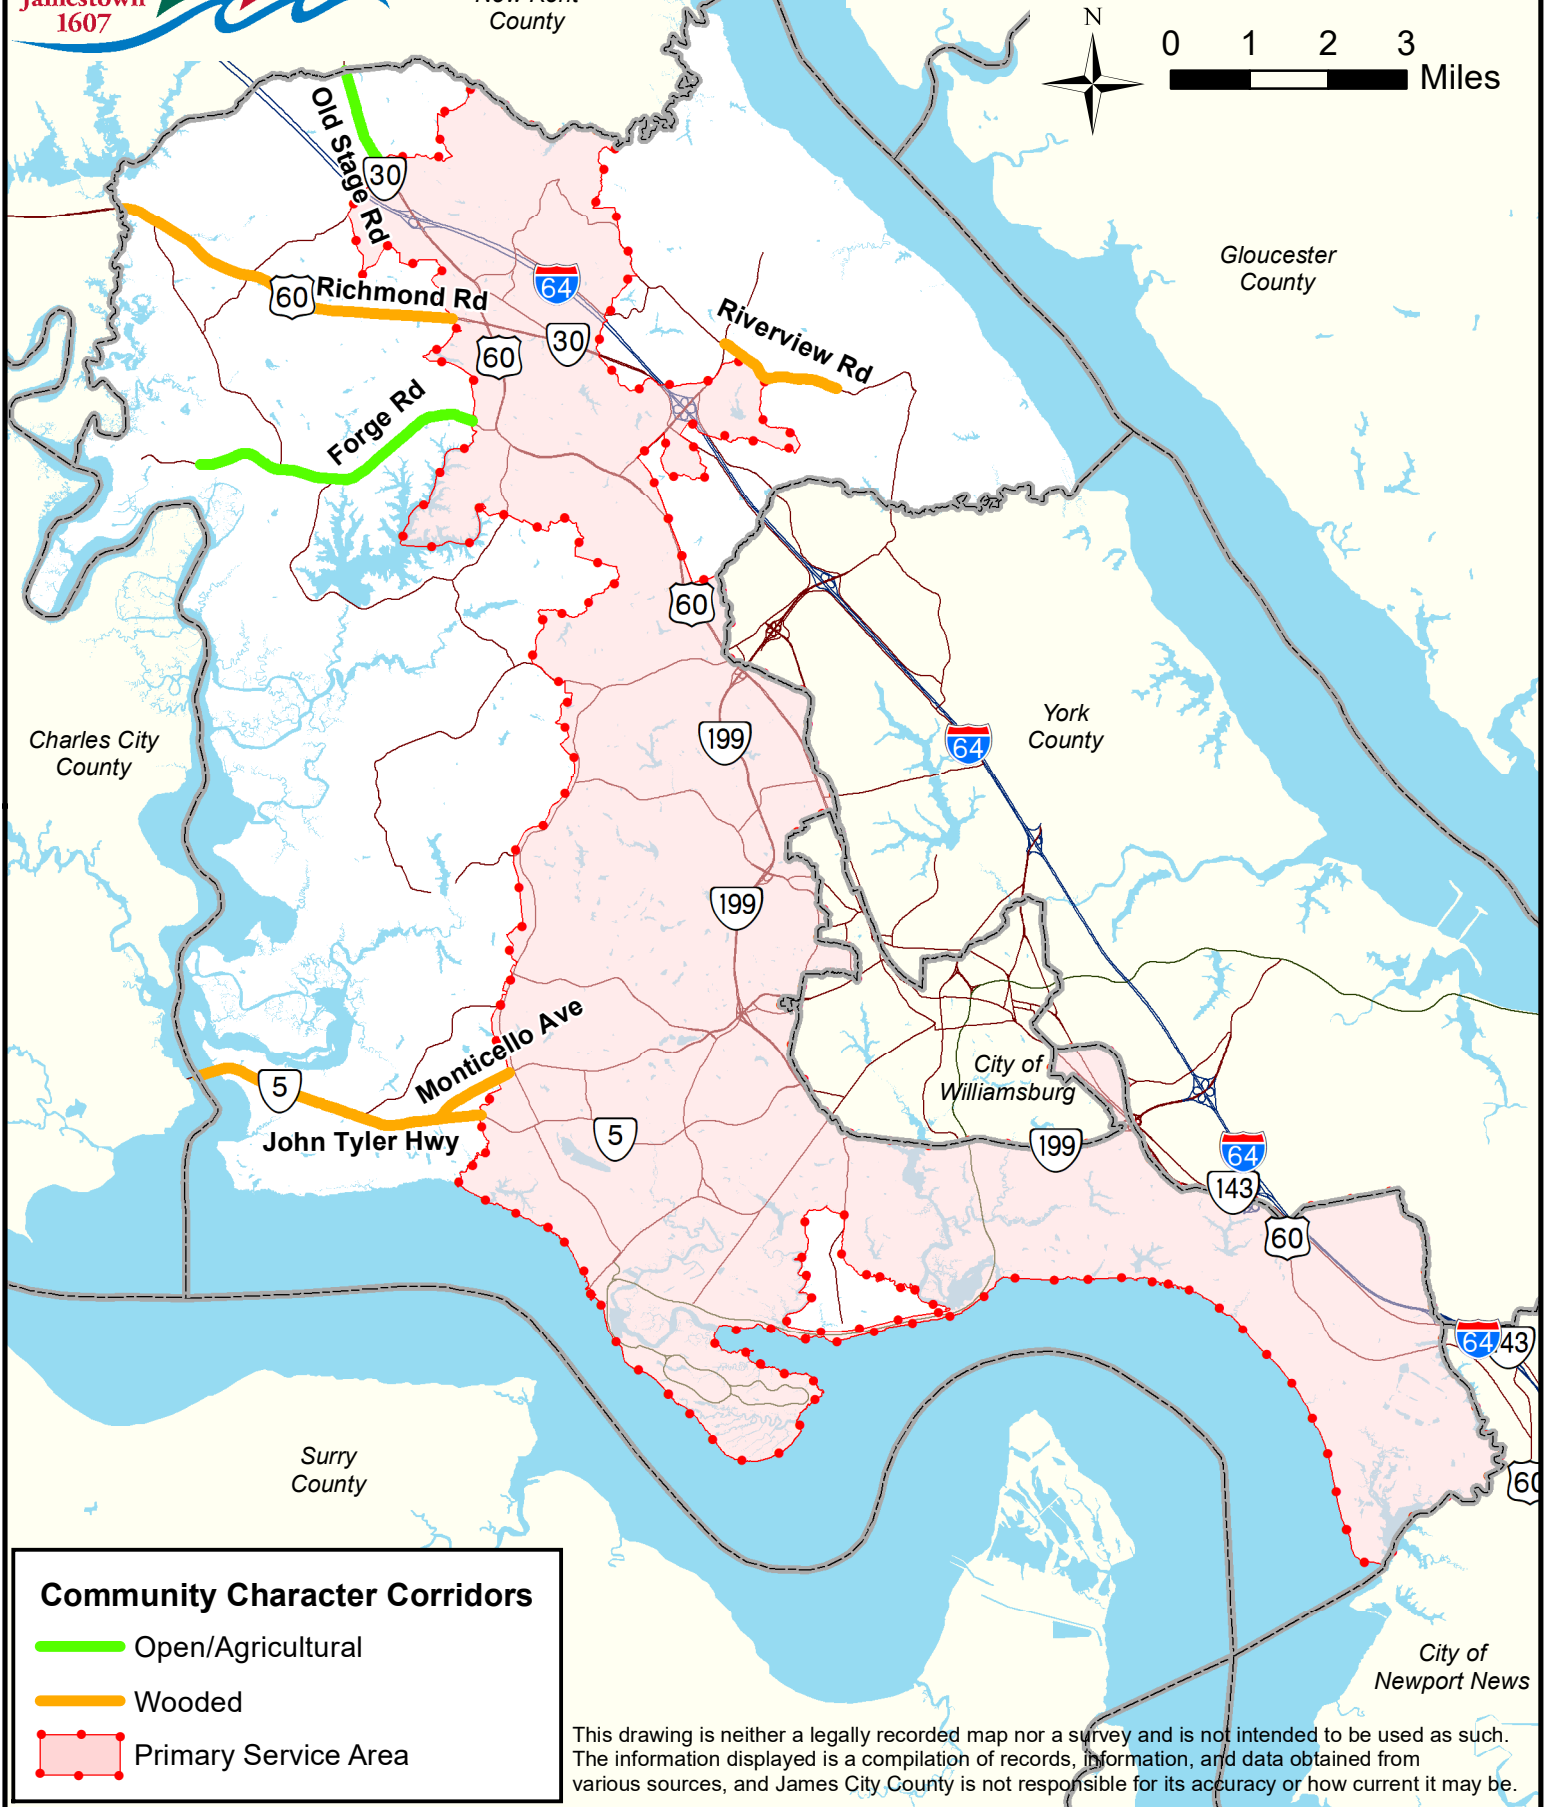 Jamestown
1607
New Kent
County
N
0 1 2 3
Miles
Old Stage Rd
30
Gloucester
County
60
Richmond Rd
64
60
30
Riverview Rd
Forge Rd
60
Charles City
County
199
64
York
County
199
Monticello Ave
5
John Tyler Hwy
5
City of
Williamsburg
199
64
143
60
64
43
60
Surry
County
City of
Newport News
Community Character Corridors
Open/Agricultural
Wooded
Primary Service Area
This drawing is neither a legally recorded map nor a survey and is not intended to be used as such.
The information displayed is a compilation of records, information, and data obtained from
various sources, and James City County is not responsible for its accuracy or how current it may be.